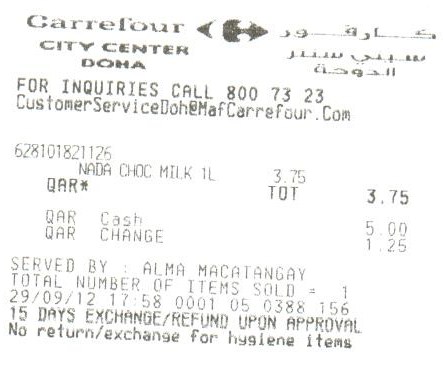 Carrefour كارفور
CITY CENTER سيتي سنتر
DOHA الدوحة
FOR INQUIRIES CALL 800 73 23
CustomerServiceDoh@MafCarrefour.Com
628101821126
NADA CHOC MILK 1L 3.75
QAR* TOT 3.75
QAR Cash 5.00
QAR CHANGE 1.25
SERVED BY : ALMA MACATANGAY
TOTAL NUMBER OF ITEMS SOLD = 1
29/09/12 17:58 0001 05 0388 156
15 DAYS EXCHANGE/REFUND UPON APPROVAL
No return/exchange for hygiene items